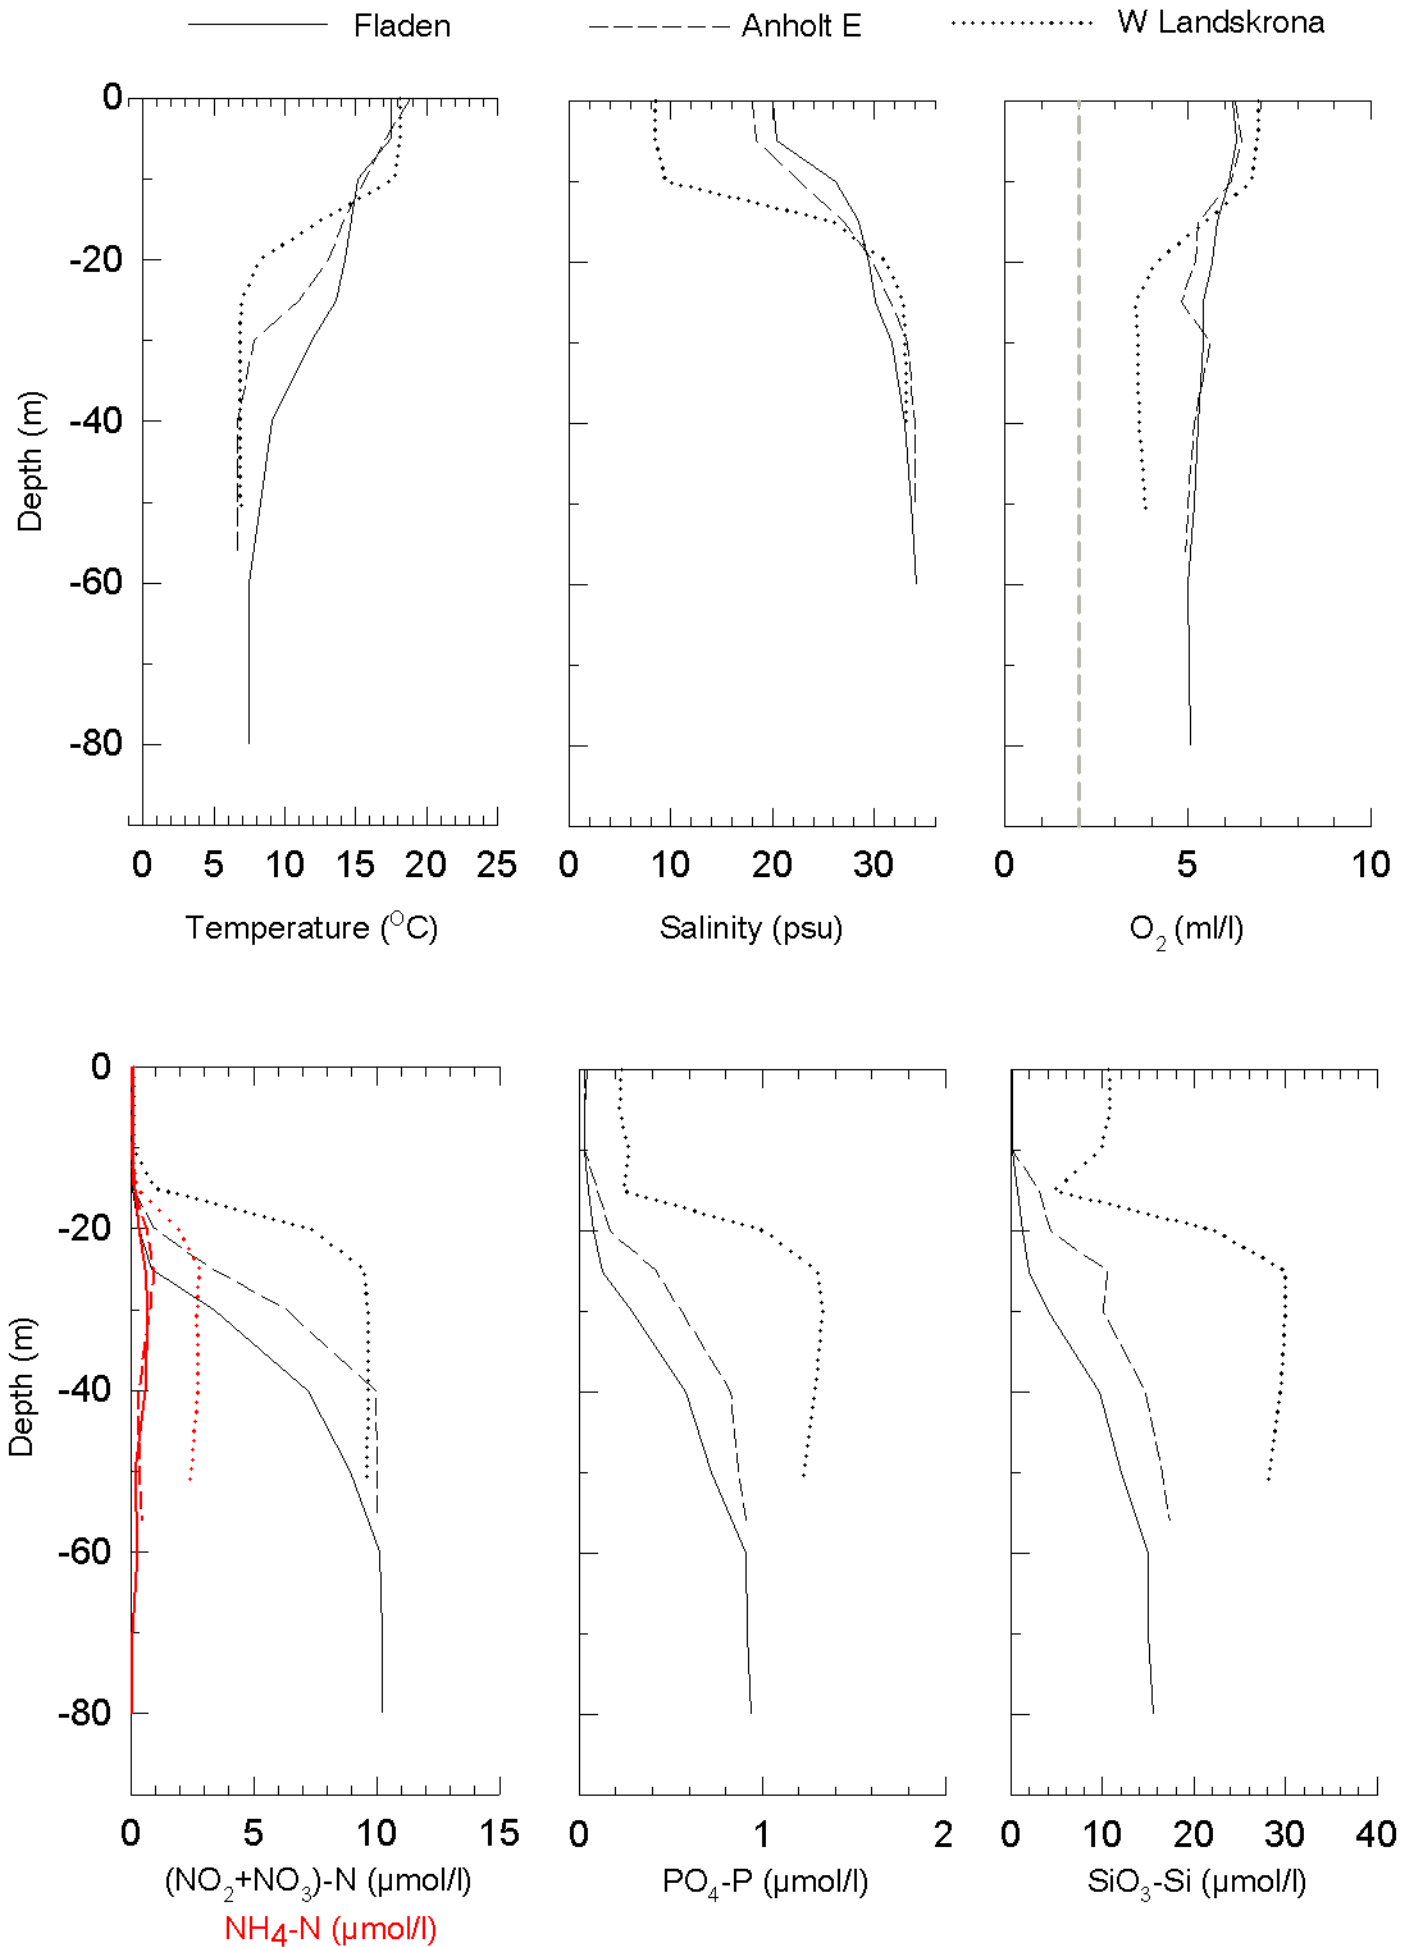 Fladen Anholt E W Landskrona
0
-20
-40
-60
-80
Depth (m)
0 5 10 15 20 25
Temperature (OC)
0 10 20 30
Salinity (psu)
0 5 10
O2 (ml/l)
0
-20
-40
-60
-80
Depth (m)
0 5 10 15
(NO2+NO3)-N (µmol/l)
NH4-N (µmol/l)
0 1 2
PO4-P (µmol/l)
0 10 20 30 40
SiO3-Si (µmol/l)